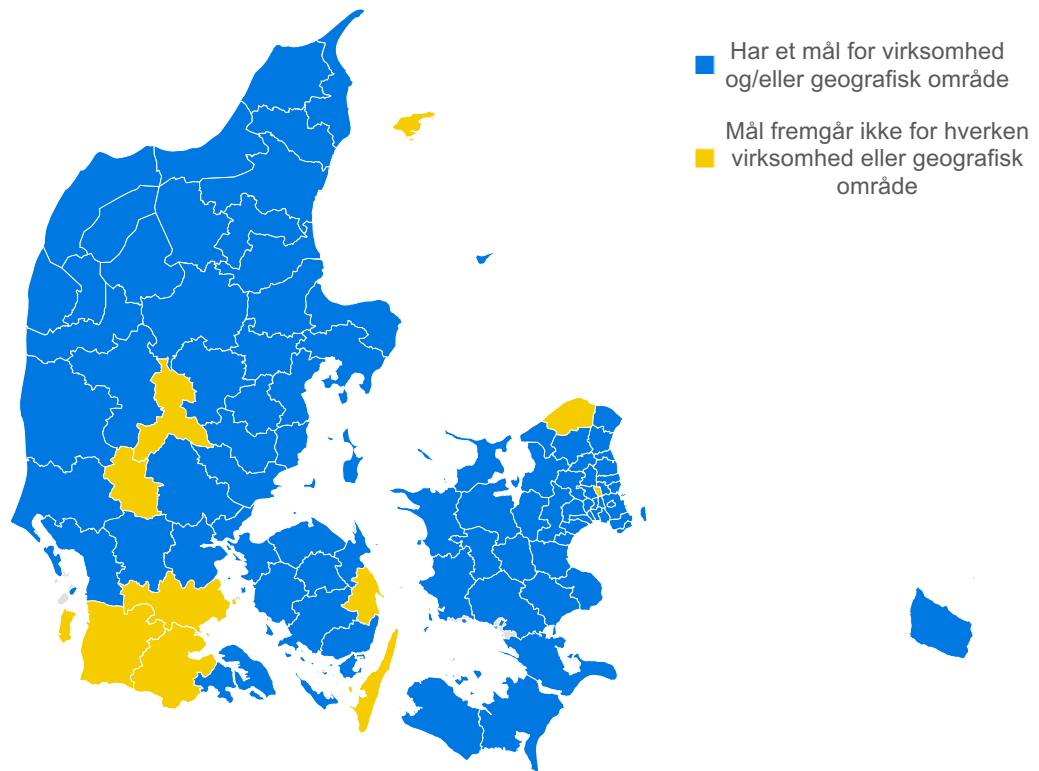 Har et mål for virksomhed
og/eller geografisk område
Mål fremgår ikke for hverken
virksomhed eller geografisk
område